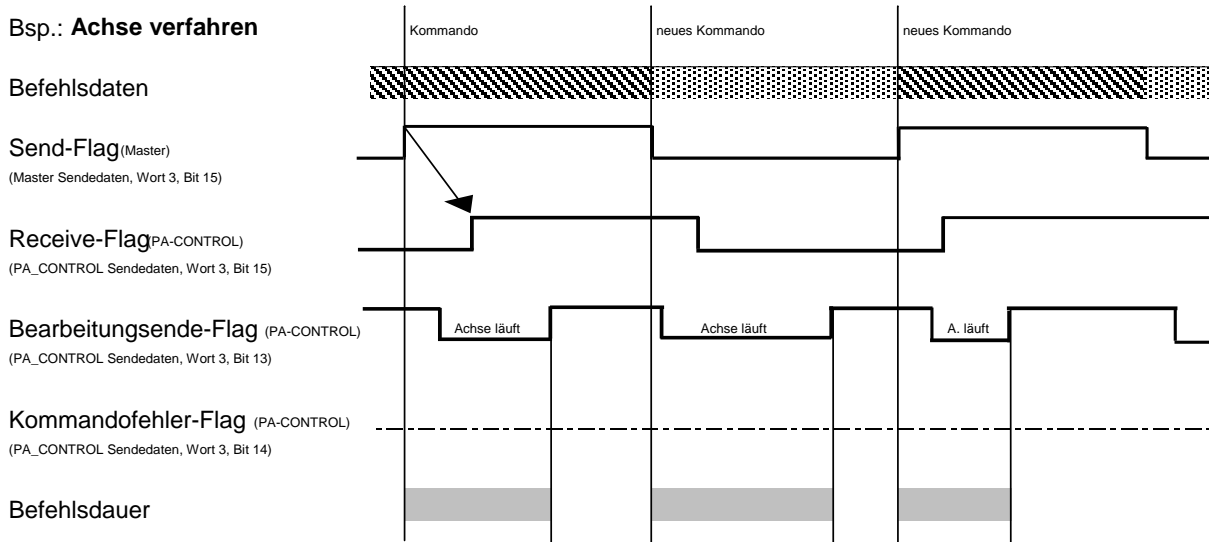 Bsp.: Achse verfahren
Kommando
neues Kommando
neues Kommando
Befehlsdaten
Send-Flag (Master)
(Master Sendedaten, Wort 3, Bit 15)
Receive-Flag (PA-CONTROL)
(PA_CONTROL Sendedaten, Wort 3, Bit 15)
Bearbeitungsende-Flag (PA-CONTROL)
Achse läuft
Achse läuft
A. läuft
(PA_CONTROL Sendedaten, Wort 3, Bit 13)
Kommandofehler-Flag (PA-CONTROL)
(PA_CONTROL Sendedaten, Wort 3, Bit 14)
Befehlsdauer